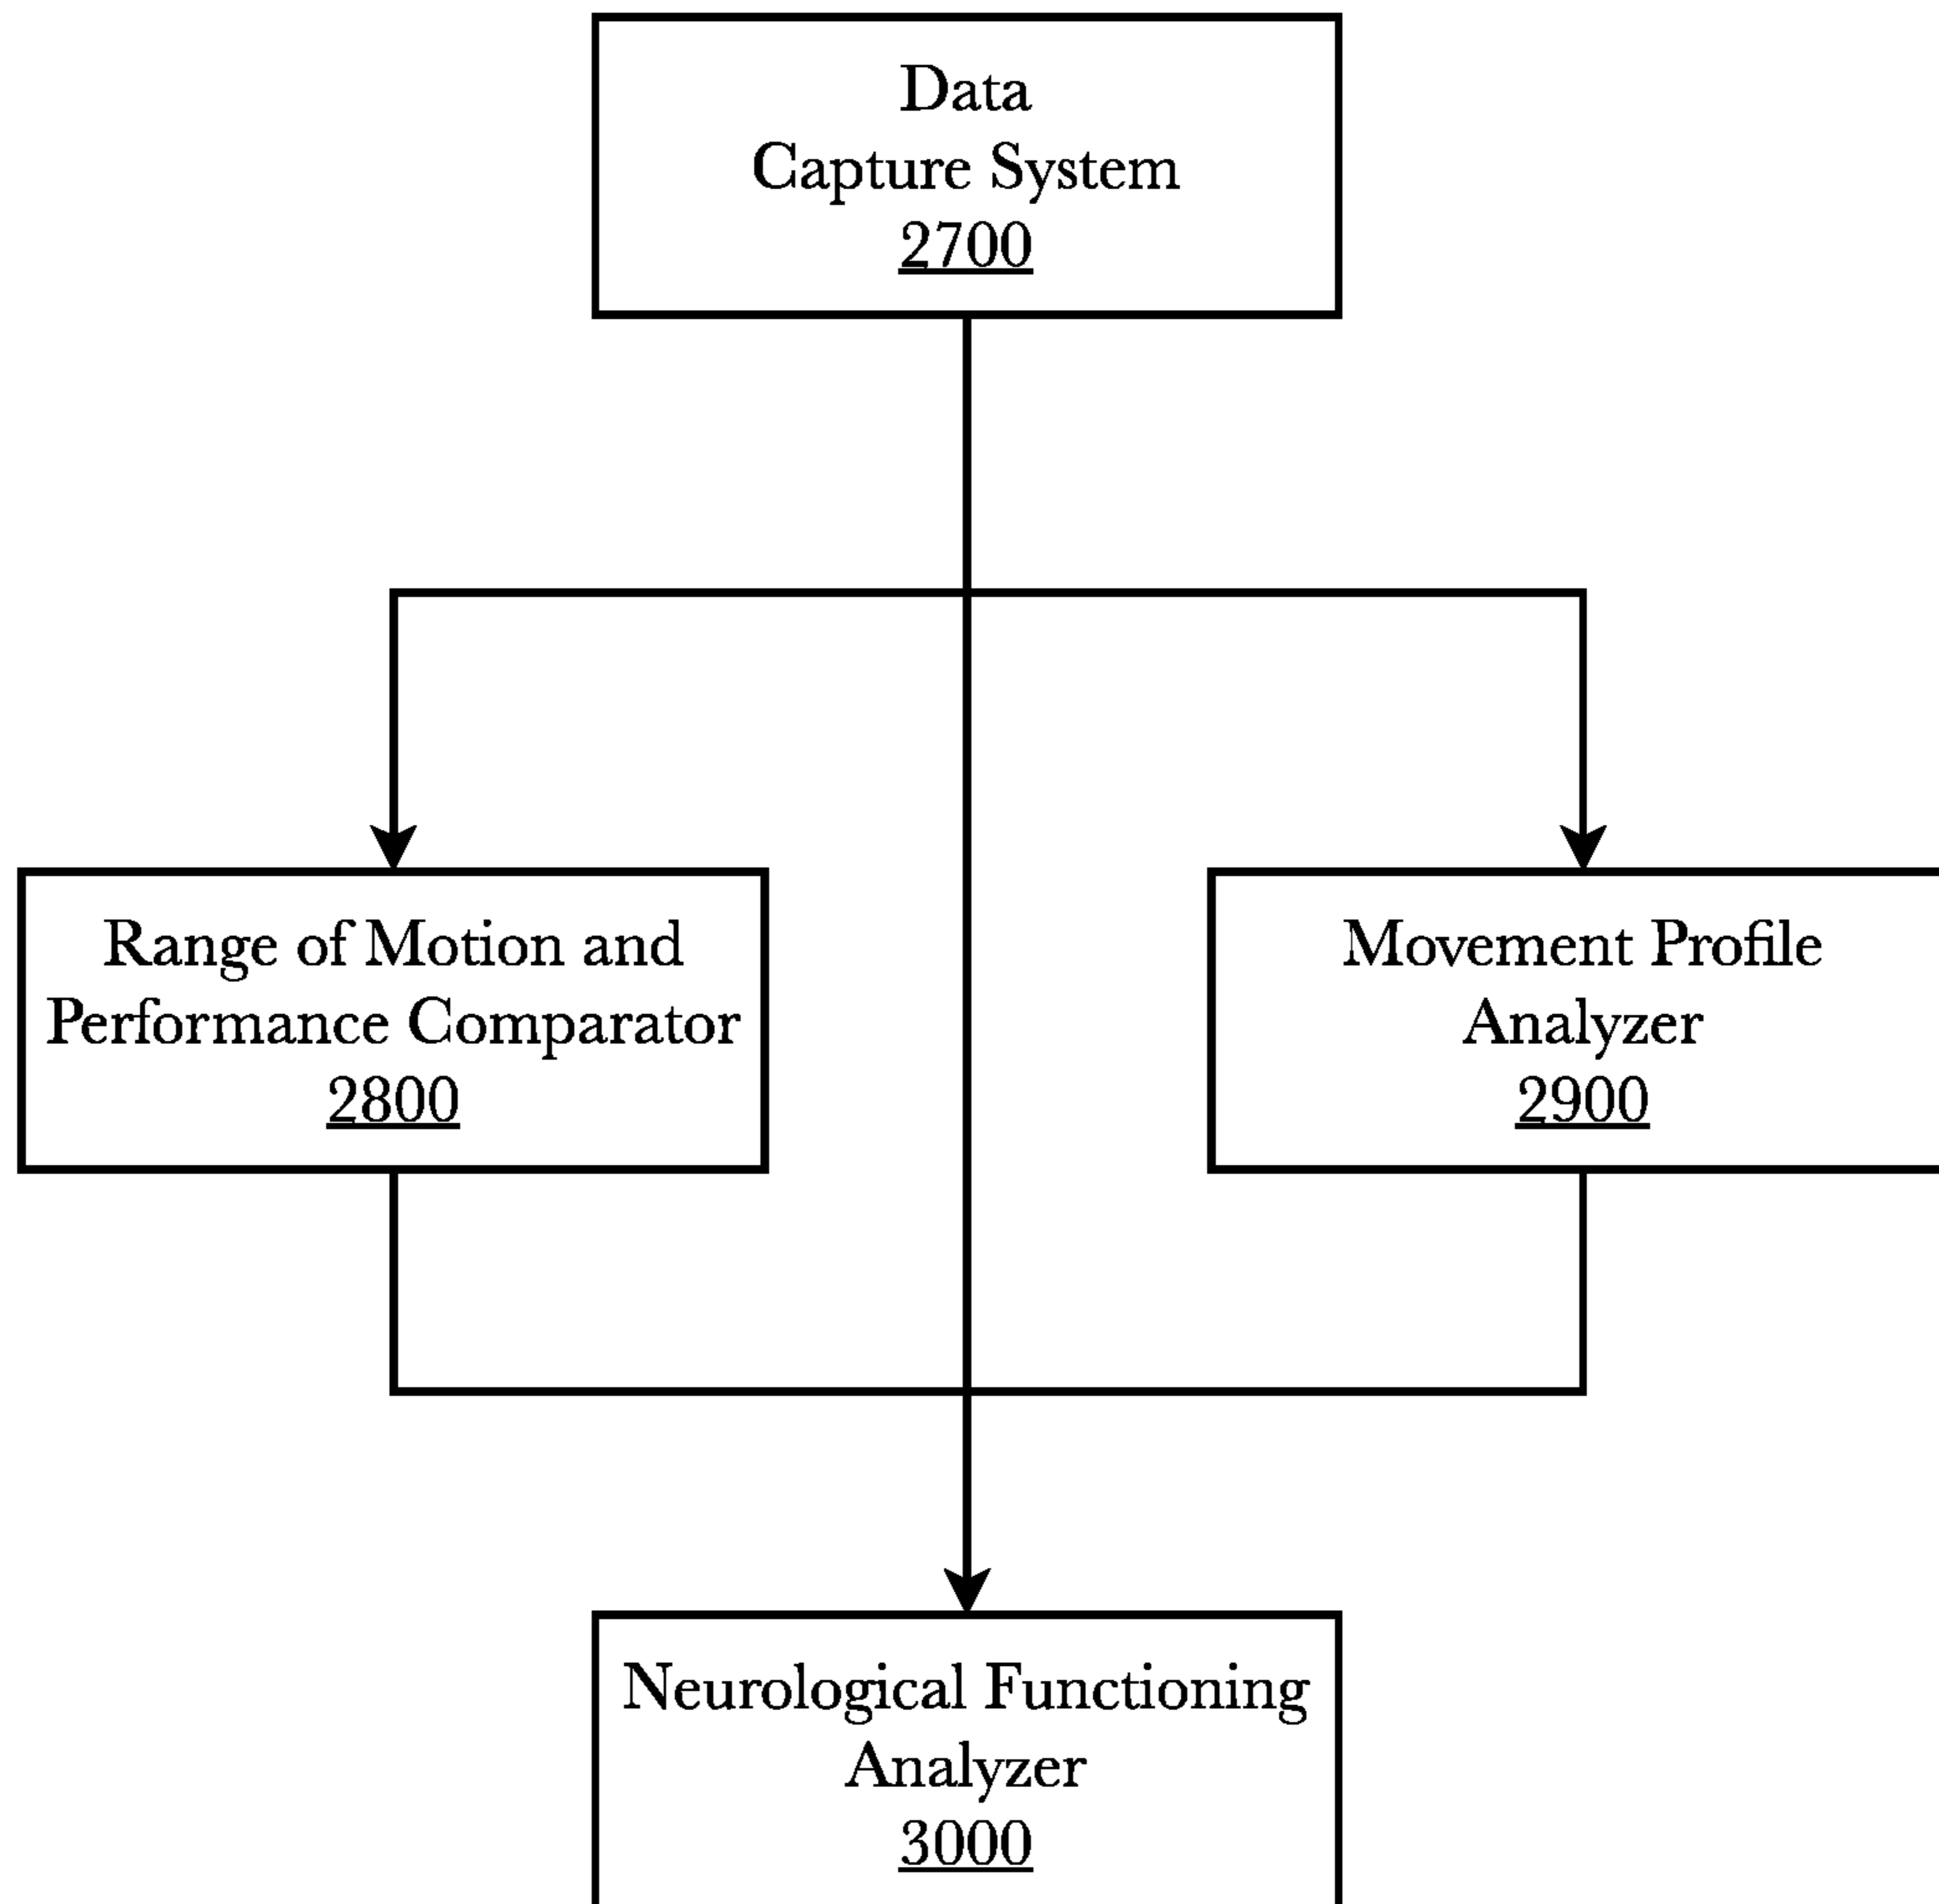 Data
Capture System
2700
Range of Motion and
Performance Comparator
2800
Movement Profile
Analyzer
2900
Neurological Functioning
Analyzer
3000